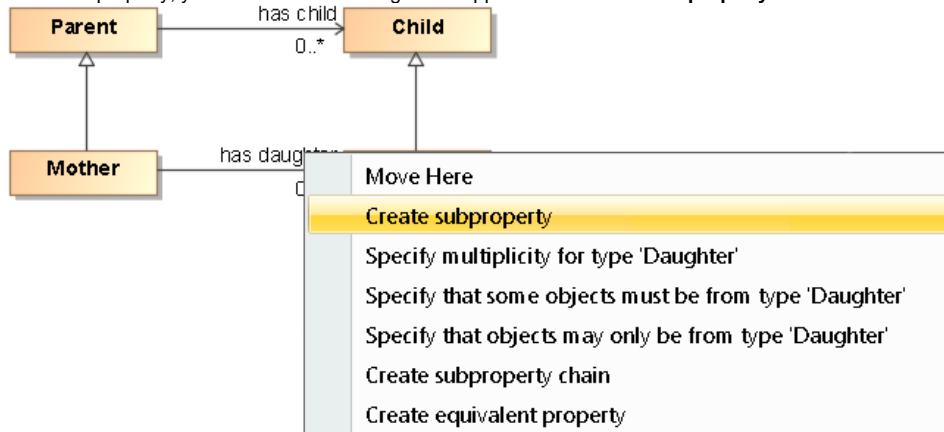 has child
Parent
Child
0..*
has daughter
Mother
0
Move Here
Create subproperty
Specify multiplicity for type 'Daughter'
Specify that some objects must be from type 'Daughter'
Specify that objects may only be from type 'Daughter'
Create subproperty chain
Create equivalent property